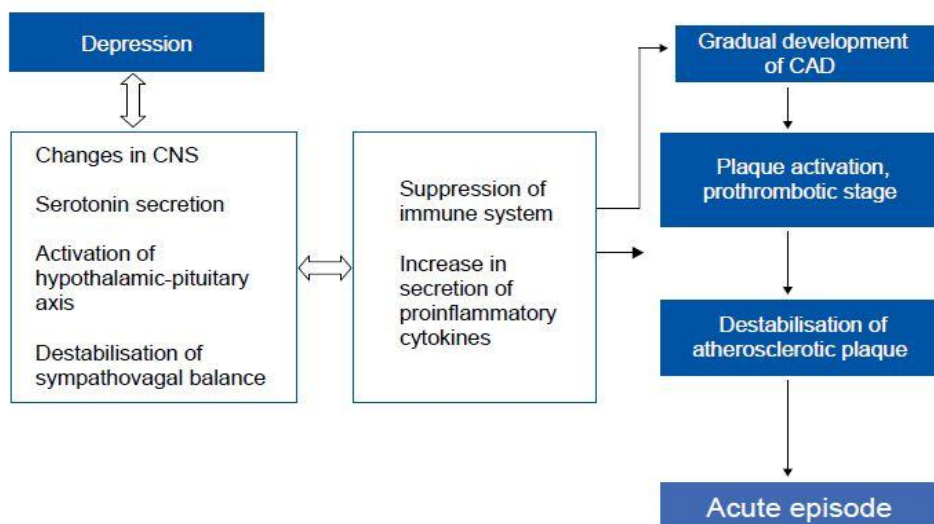 Depression
Changes in CNS
Serotonin secretion
Activation of
hypothalamic-pituitary
axis
Destabilisation of
sympathovagal balance
Suppression of
immune system
Increase in
secretion of
proinflammatory
cytokines
Gradual development
of CAD
Plaque activation,
prothrombotic stage
Destabilisation of
atherosclerotic plaque
Acute episode